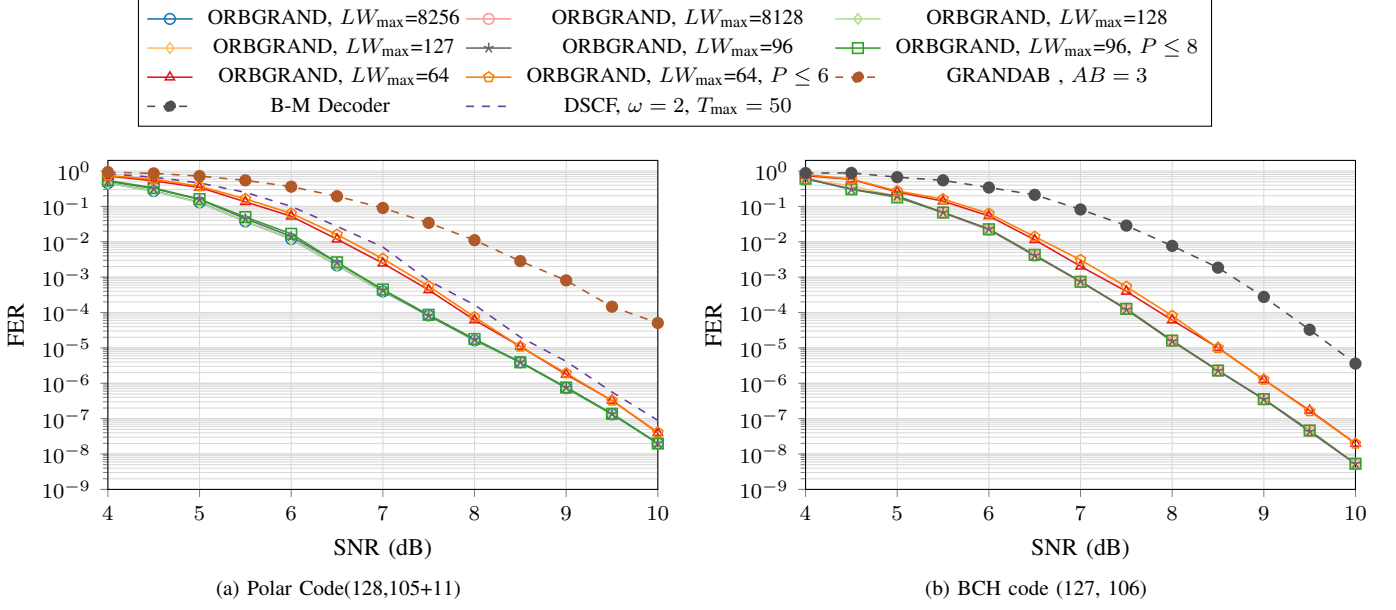 ORBGRAND, LWmax=8256 ORBGRAND, LWmax=8128 ORBGRAND, LWmax=128
ORBGRAND, LWmax=127 ORBGRAND, LWmax=96 ORBGRAND, LWmax=96, P ≤ 8
ORBGRAND, LWmax=64 ORBGRAND, LWmax=64, P ≤ 6 GRANDAB , AB = 3
B-M Decoder DSCF, ω = 2, Tmax = 50
10^0
10^−1
10^−2
10^−3
10^−4
10^−5
10^−6
10^−7
10^−8
10^−9
FER
4 5 6 7 8 9 10
SNR (dB)
(a) Polar Code(128,105+11)
10^0
10^−1
10^−2
10^−3
10^−4
10^−5
10^−6
10^−7
10^−8
10^−9
FER
4 5 6 7 8 9 10
SNR (dB)
(b) BCH code (127, 106)